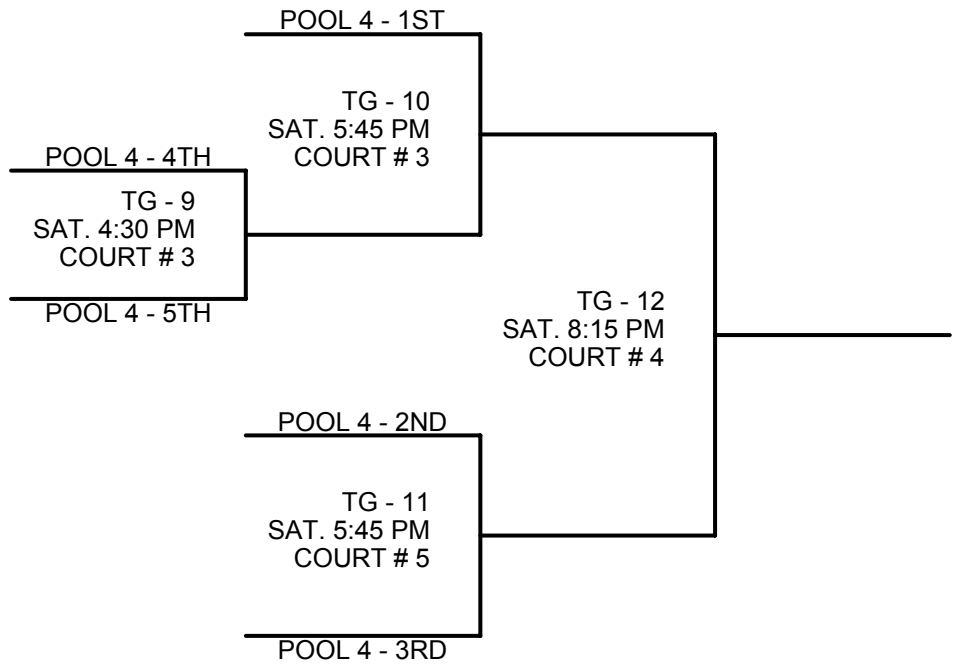 POOL 4 - 1ST
TG - 10
SAT. 5:45 PM
COURT # 3
POOL 4 - 4TH
TG - 9
SAT. 4:30 PM
COURT # 3
POOL 4 - 5TH
TG - 12
SAT. 8:15 PM
COURT # 4
POOL 4 - 2ND
TG - 11
SAT. 5:45 PM
COURT # 5
POOL 4 - 3RD